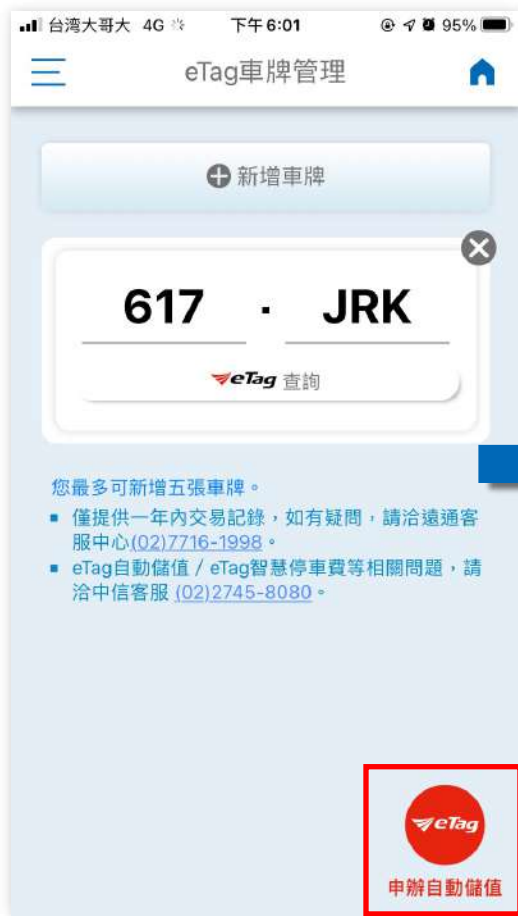 台灣大哥大 4G 下午6:01 95%
eTag車牌管理
新增車牌
617 · JRK
eTag 查詢
您最多可新增五張車牌。
▪ 僅提供一年內交易記錄，如有疑問，請洽遠通客
服中心(02)7716-1998。
▪ eTag自動儲值 / eTag智慧停車費等相關問題，請
洽中信客服 (02)2745-8080。
eTag
申辦自動儲值